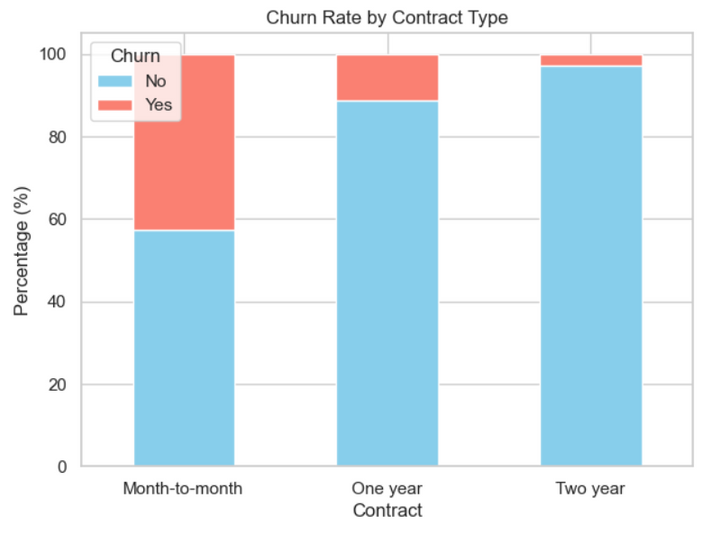 Churn Rate by Contract Type
Churn
No
Yes
100
80
60
40
20
0
Percentage (%)
Month-to-month
One year
Two year
Contract